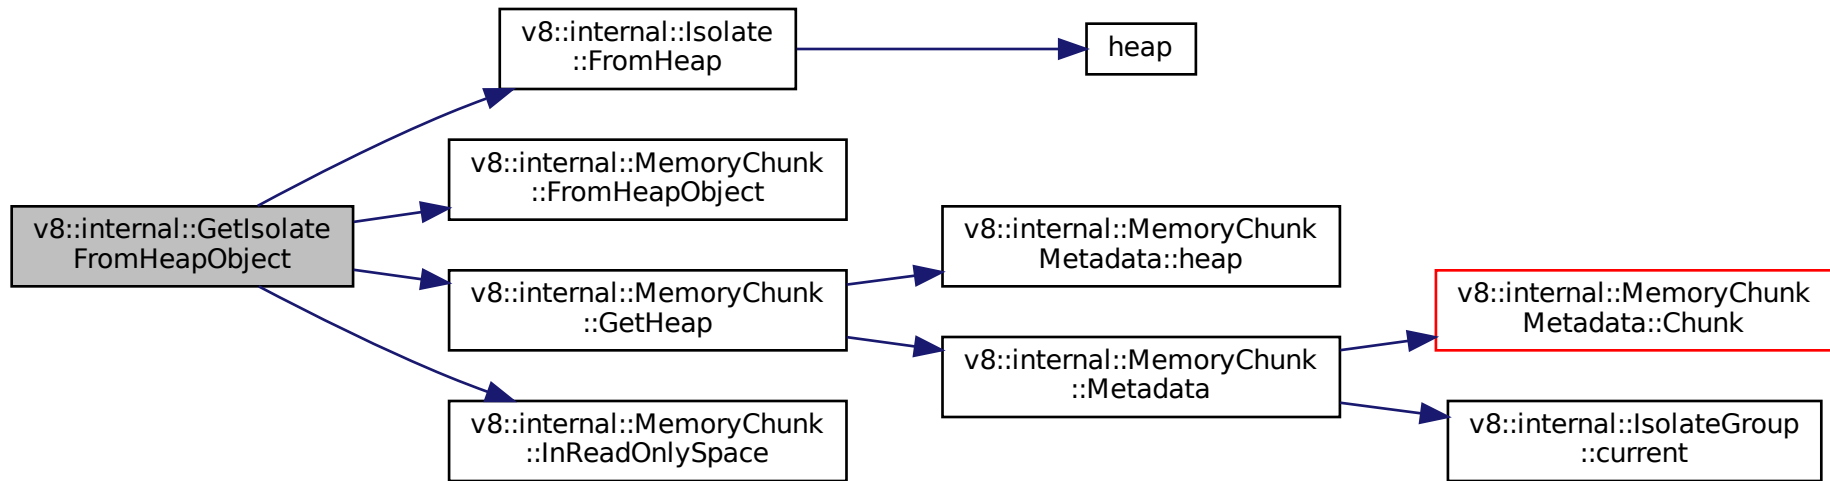 v8::internal::Isolate
::FromHeap
heap
v8::internal::MemoryChunk
::FromHeapObject
v8::internal::GetIsolate
FromHeapObject
v8::internal::MemoryChunk
Metadata::heap
v8::internal::MemoryChunk
::GetHeap
v8::internal::MemoryChunk
Metadata::Chunk
v8::internal::MemoryChunk
::Metadata
v8::internal::MemoryChunk
::InReadOnlySpace
v8::internal::IsolateGroup
::current